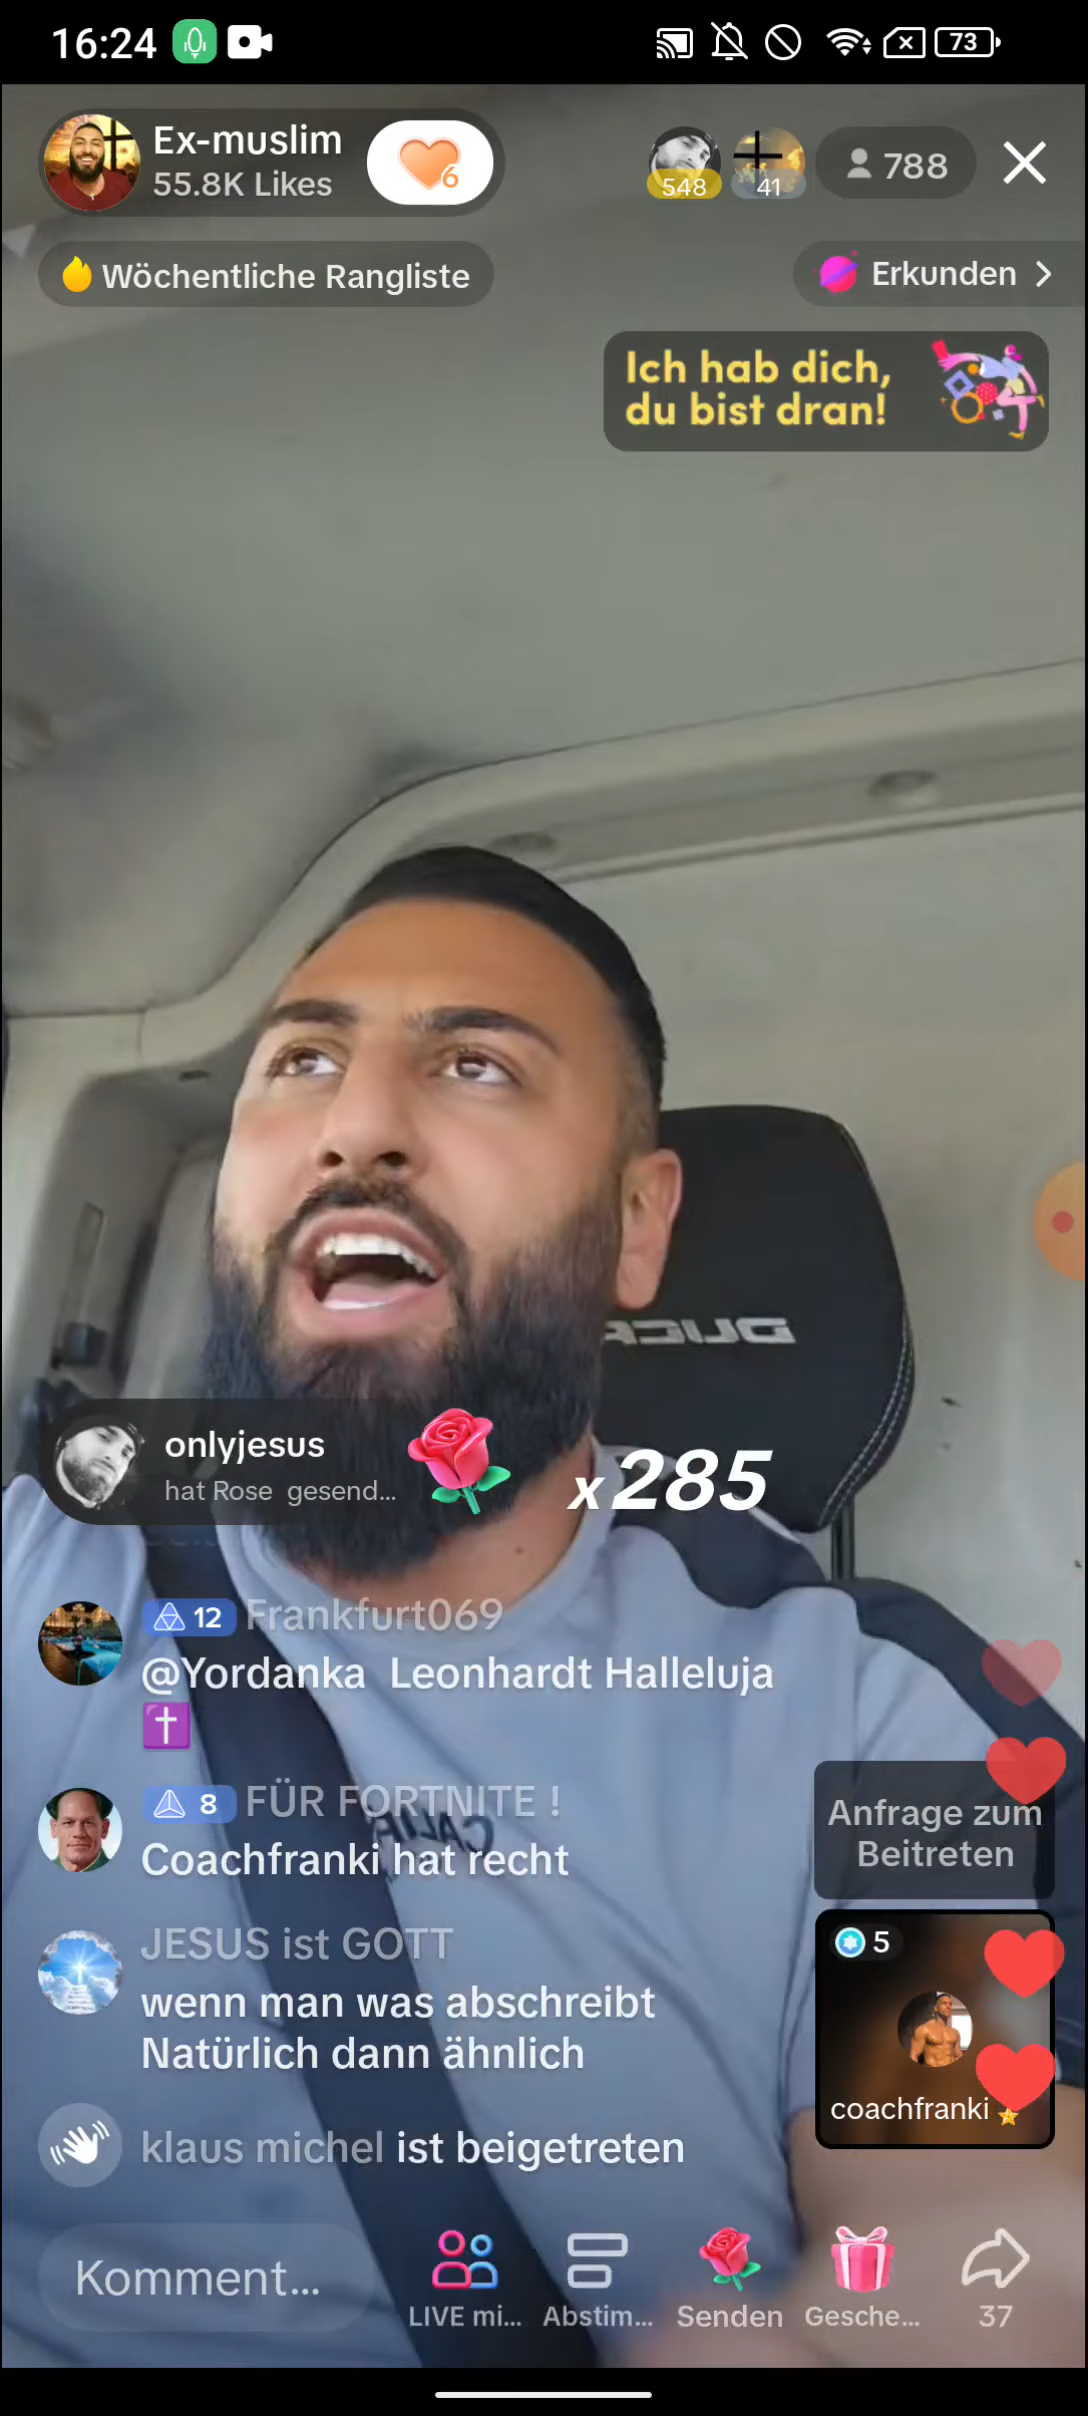 16:24
73
Ex-muslim
55.8K Likes
6
548
41
788
Wöchentliche Rangliste
Erkunden
Ich hab dich,
du bist dran!
onlyjesus
hat Rose gesend...
x285
12 Frankfurt069
@Yordanka Leonhardt Halleluja
✝️
8 FÜR FORTNITE !
Coachfranki hat recht
JESUS ist GOTT
wenn man was abschreibt
Natürlich dann ähnlich
klaus michel ist beigetreten
Anfrage zum
Beitreten
5
coachfranki
Komment...
LIVE mi...
Abstim...
Senden
Gesche...
37